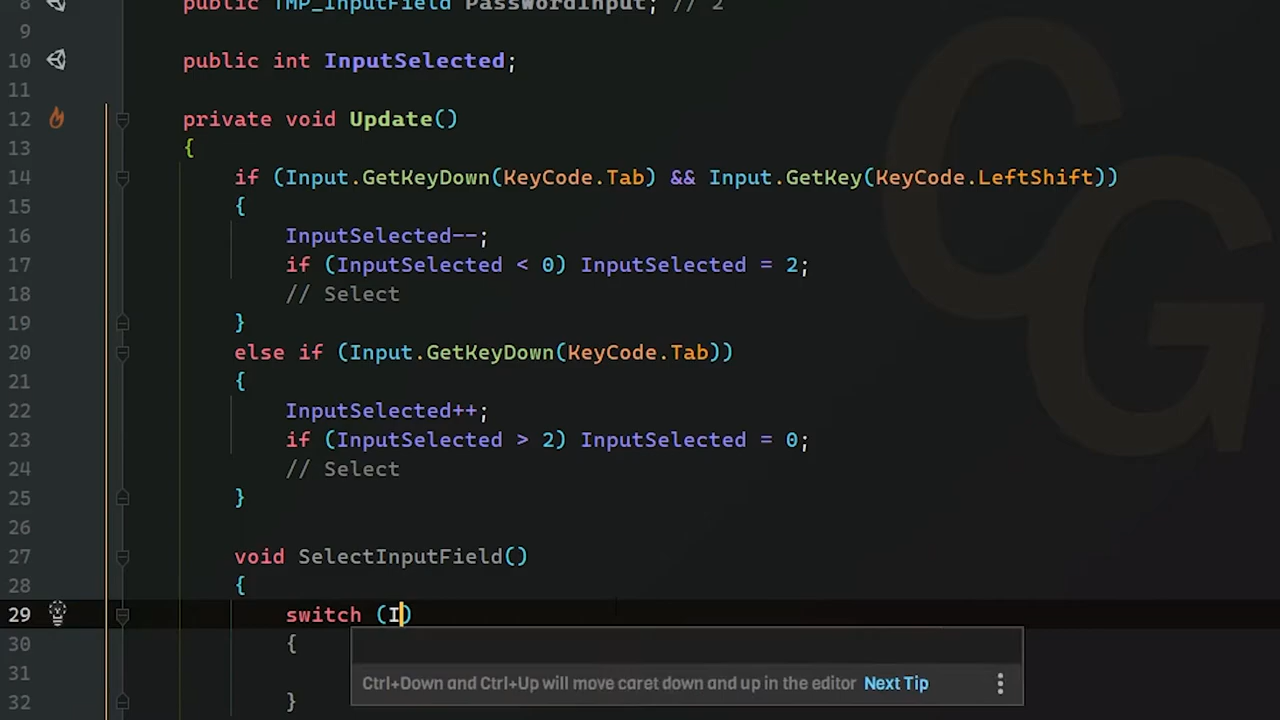 8 public TMP_InputField PasswordInput; // 2
9
10 public int InputSelected;
11
12 private void Update()
13 {
14 if (Input.GetKeyDown(KeyCode.Tab) && Input.GetKey(KeyCode.LeftShift))
15 {
16 InputSelected--;
17 if (InputSelected < 0) InputSelected = 2;
18 // Select
19 }
20 else if (Input.GetKeyDown(KeyCode.Tab))
21 {
22 InputSelected++;
23 if (InputSelected > 2) InputSelected = 0;
24 // Select
25 }
26
27 void SelectInputField()
28 {
29 switch (I)
30 {
31
32 }
Ctrl+Down and Ctrl+Up will move caret down and up in the editor Next Tip
CG